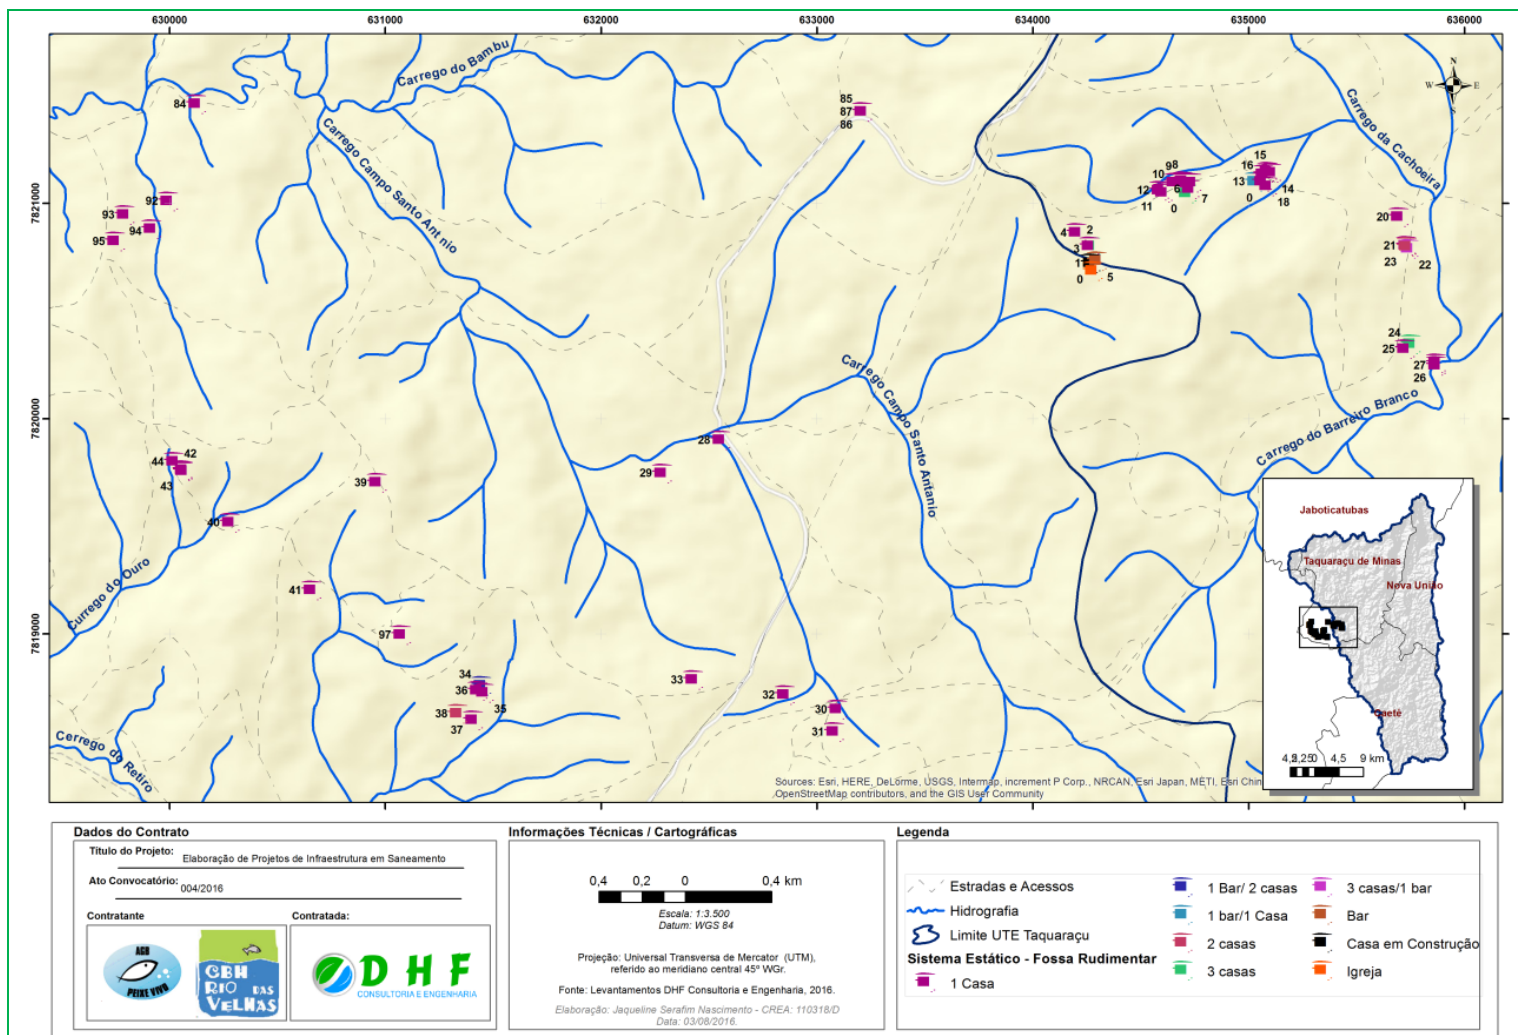 630000 631000 632000 633000 634000 635000 636000
7821000
7820000
7819000
Carrego do Bambu
Carrego Campo Santo Ant nio
Carrego da Cachoeira
Carrego Campo Santo Antanio
Carrego do Barreiro Branco
Currego do Ouro
Cerrego do Retiro
N
W E
S
84
85
87
86
92
93
94
95
15
16
13
14
0
18
98
10
12
6
11
0
7
4
2
3
1
0
5
20
21
23
22
24
25
27
26
28
29
44
42
43
39
40
41
97
34
36
35
38
37
33
32
30
31
Jaboticatubas
Taquaraçu de Minas
Nova União
Caetê
4,5 2,25 0 4,5 9 km
Sources: Esri, HERE, DeLorme, USGS, Intermap, increment P Corp., NRCAN, Esri Japan, METI, Esri Chin
OpenStreetMap contributors, and the GIS User Community
Dados do Contrato
Título do Projeto: Elaboração de Projetos de Infraestrutura em Saneamento
Ato Convocatório: 004/2016
Contratante
Contratada:
AGB
PEIXE VIVO
CBH
RIO DAS
VELHAS
DHF
CONSULTORIA E ENGENHARIA
Informações Técnicas / Cartográficas
0,4 0,2 0 0,4 km
Escala: 1:3.500
Datum: WGS 84
Projeção: Universal Transversa de Mercator (UTM),
referido ao meridiano central 45º WGr.
Fonte: Levantamentos DHF Consultoria e Engenharia, 2016.
Elaboração: Jaqueline Serafim Nascimento - CREA: 110318/D
Data: 03/08/2016.
Legenda
Estradas e Acessos
Hidrografia
Limite UTE Taquaraçu
Sistema Estático - Fossa Rudimentar
1 Casa
1 Bar/ 2 casas
1 bar/1 Casa
2 casas
3 casas
3 casas/1 bar
Bar
Casa em Construção
Igreja